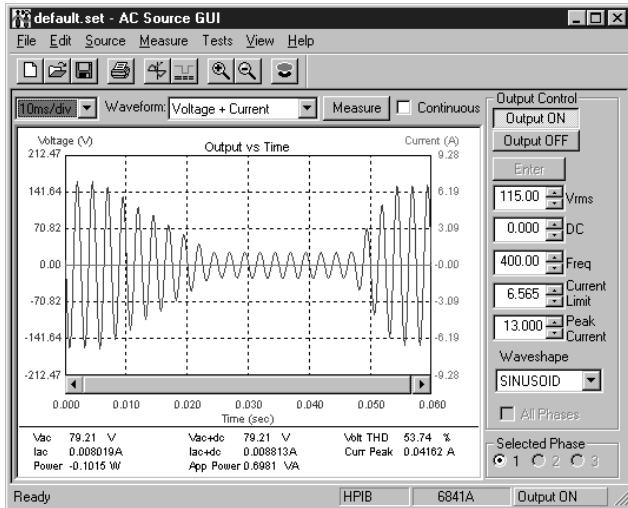 default.set - AC Source GUI
File Edit Source Measure Tests View Help
10ms/div Waveform: Voltage + Current Measure Continuous
Output Control
Output ON
Output OFF
Enter
115.00 Vrms
0.000 DC
400.00 Freq
6.565 Current Limit
13.000 Peak Current
Waveshape
SINUSOID
All Phases
Selected Phase
1 2 3
Voltage (V) Output vs Time Current (A)
212.47 9.28
141.64 6.19
70.82 3.09
0.00 -0.00
-70.82 -3.09
-141.64 -6.19
-212.47 -9.28
0.000 0.010 0.020 0.030 0.040 0.050 0.060
Time (sec)
Vac 79.21 V Vac+dc 79.21 V Volt THD 53.74 %
Iac 0.008019A Iac+dc 0.008813A Curr Peak 0.04162 A
Power -0.1015 W App Power 0.6981 VA
Ready HPIB 6841A Output ON